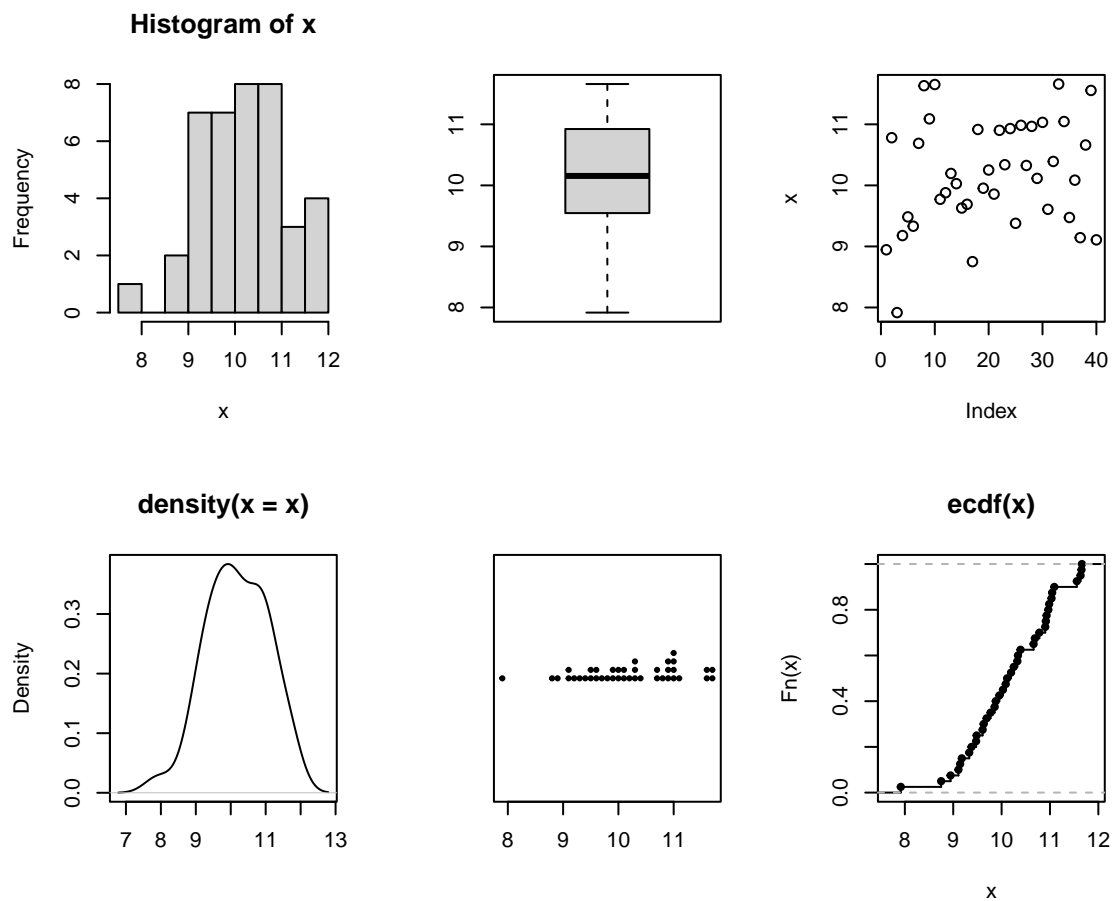 Histogram of x
Frequency
0 2 4 6 8
8 9 10 11 12
x
8 9 10 11
x
8 9 10 11
0 10 20 30 40
Index
density(x = x)
Density
0.0 0.1 0.2 0.3
7 8 9 11 13
8 9 10 11
ecdf(x)
Fn(x)
0.0 0.4 0.8
8 9 10 11 12
x